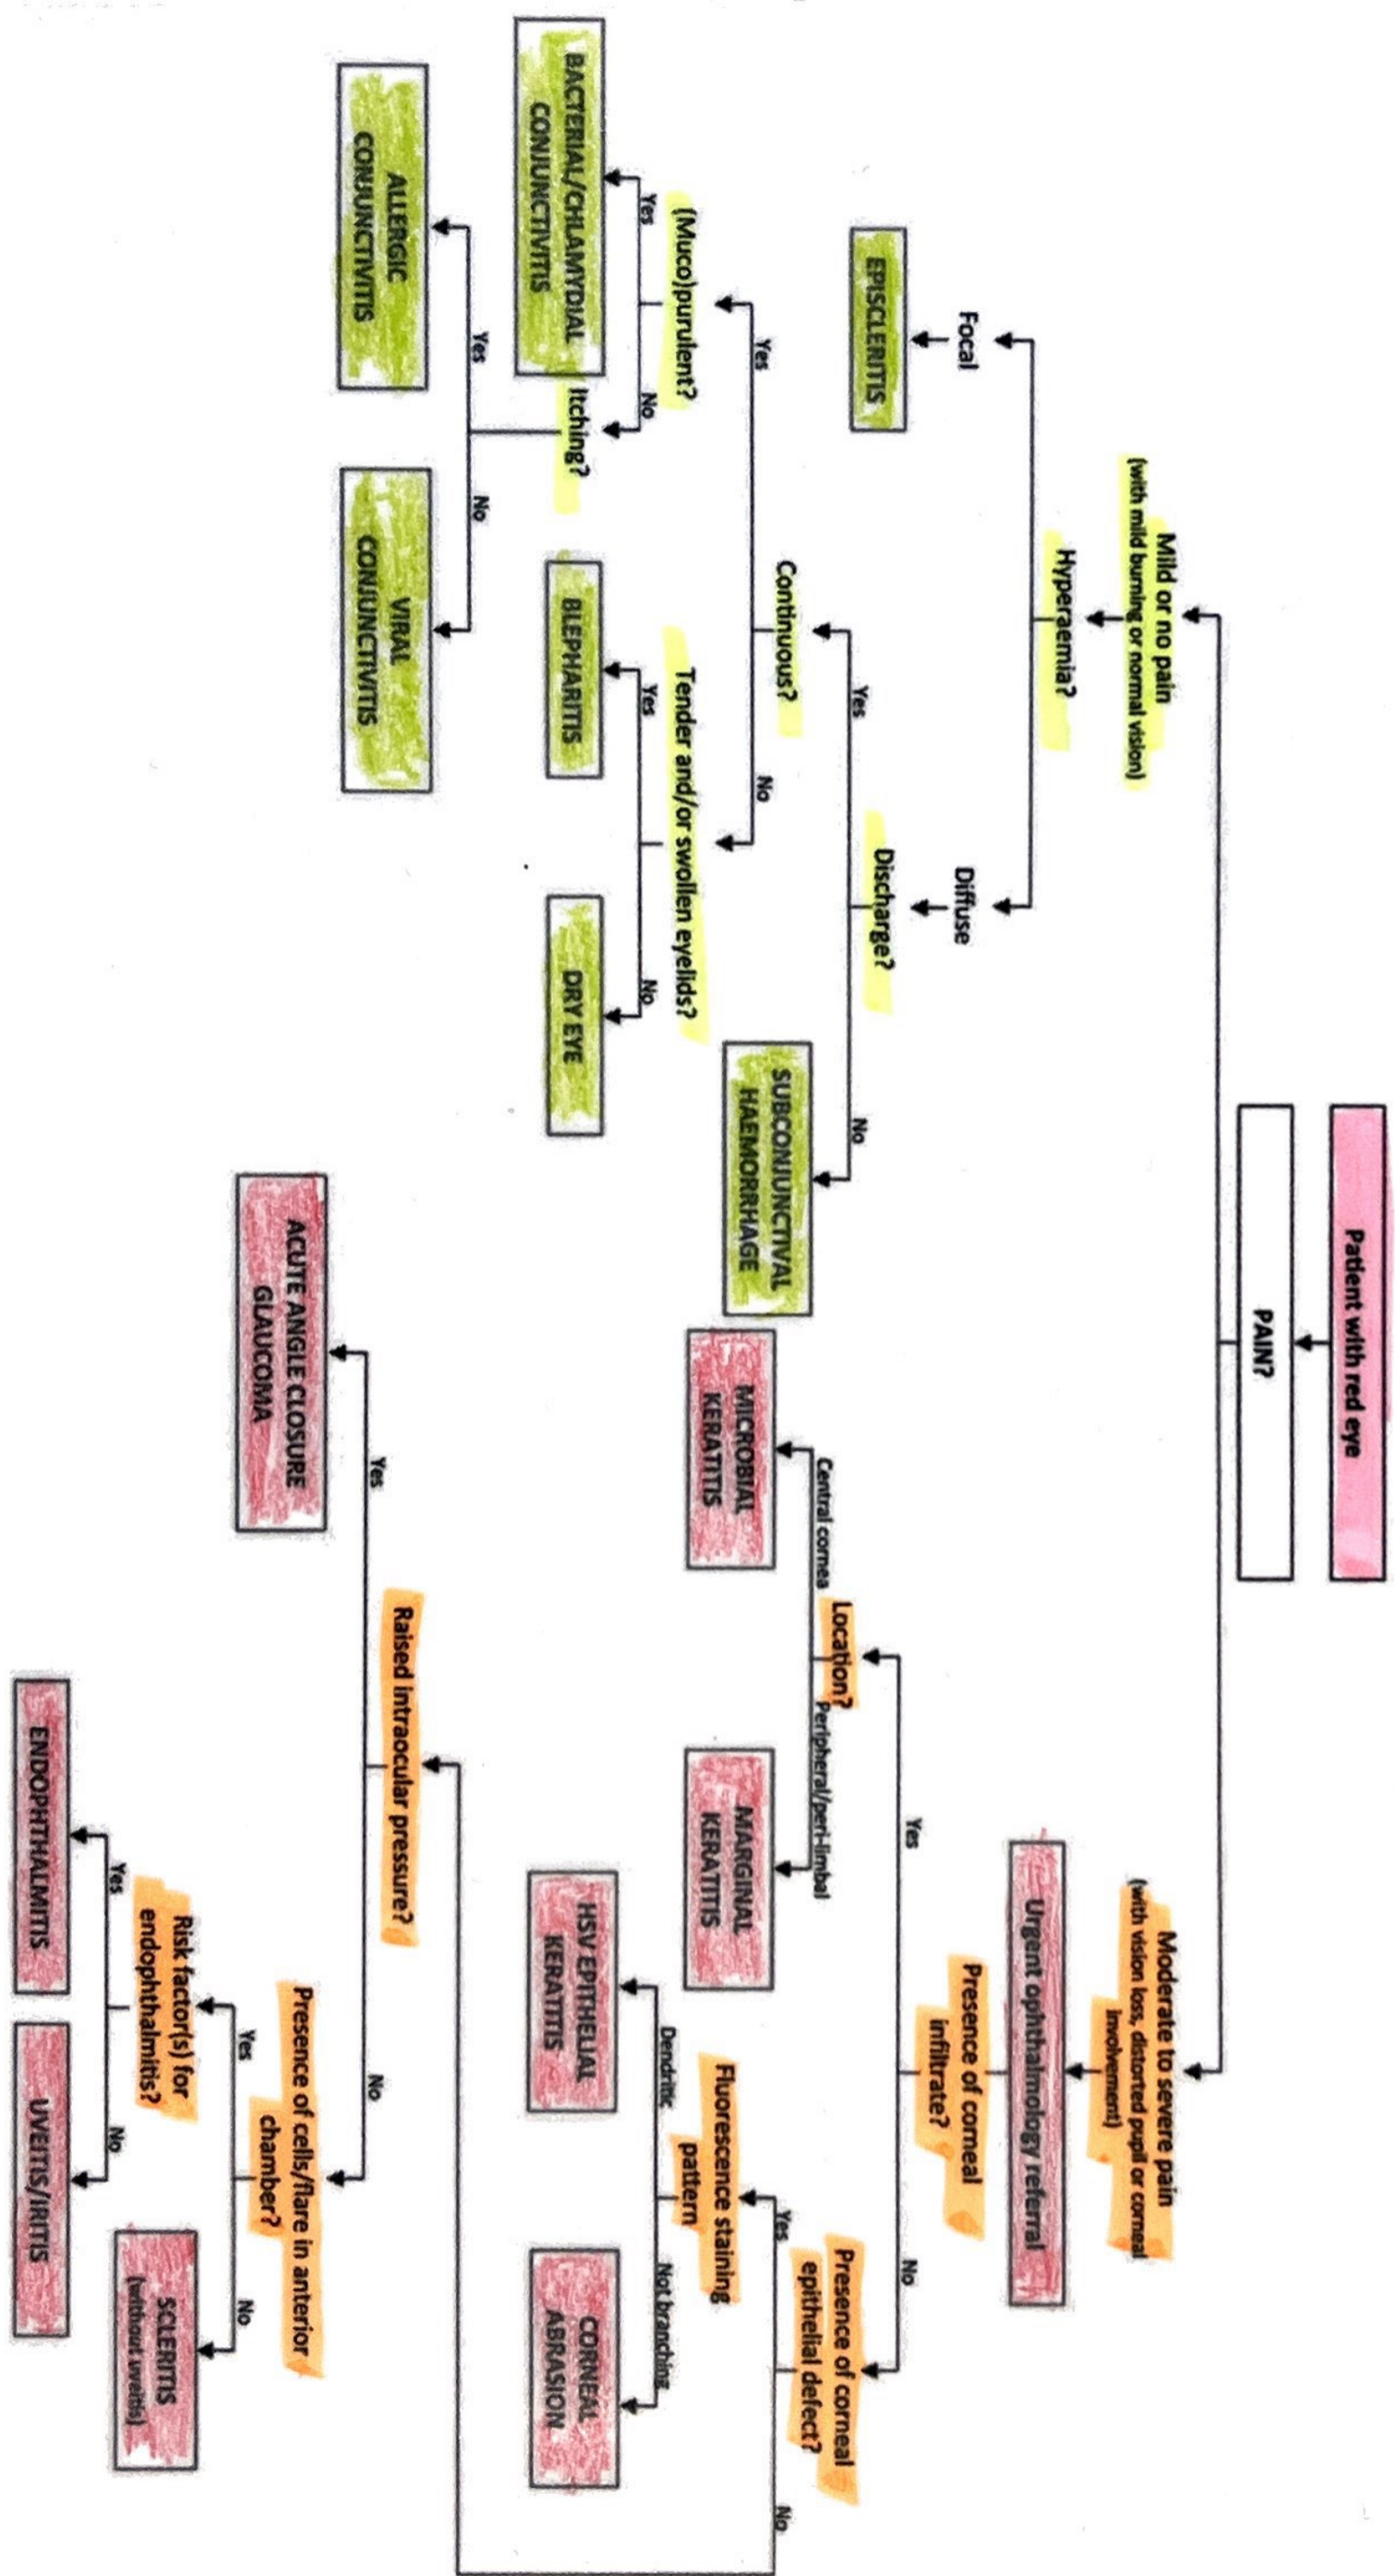 Patient with red eye
PAIN?
Mild or no pain
(with mild burning or normal vision)
Hyperaemia?
Focal
EPISCLERITIS
Diffuse
Discharge?
Yes
No
SUBCONJUNCTIVAL
HAEMORRHAGE
Continuous?
Yes
No
(Muco)purulent?
Yes
No
BACTERIAL/CHLAMYDIAL
CONJUNCTIVITIS
Itching?
Yes
No
ALLERGIC
CONJUNCTIVITIS
VIRAL
CONJUNCTIVITIS
Tender and/or swollen eyelids?
Yes
No
BLEPHARITIS
DRY EYE
Moderate to severe pain
(with vision loss, distorted pupil or corneal
involvement)
Urgent ophthalmology referral
Presence of corneal
infiltrate?
Yes
No
Location?
Central cornea
Peripheral/peri-limbal
MICROBIAL
KERATITIS
MARGINAL
KERATITIS
Presence of corneal
epithelial defect?
Yes
No
Fluorescence staining
pattern
Dendritic
Not branching
HSV EPITHELIAL
KERATITIS
CORNEAL
ABRASION
Raised intraocular pressure?
Yes
No
ACUTE ANGLE CLOSURE
GLAUCOMA
Presence of cells/flare in anterior
chamber?
Yes
No
Risk factor(s) for
endophthalmitis?
Yes
No
SCLERITIS
(without uveitis)
ENDOPHTHALMITIS
UVEITIS/IRITIS